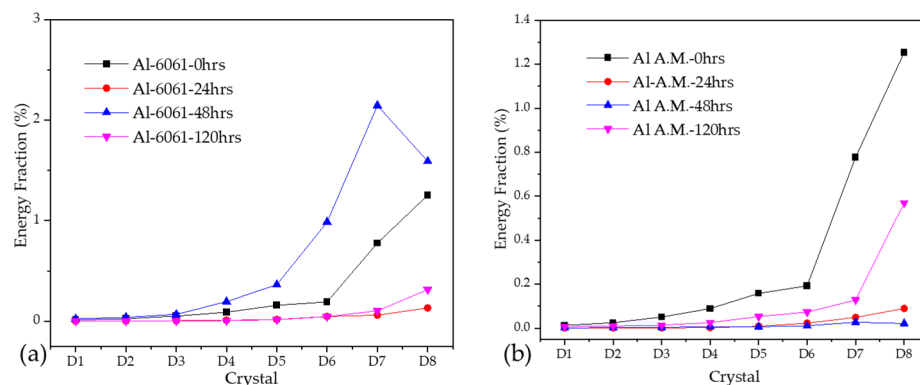 3
2
1
0
Energy Fraction (%)
Al-6061-0hrs
Al-6061-24hrs
Al-6061-48hrs
Al-6061-120hrs
D1 D2 D3 D4 D5 D6 D7 D8
Crystal
(a)
1.4
1.2
1.0
0.8
0.6
0.4
0.2
0.0
Energy Fraction (%)
Al A.M.-0hrs
Al-A.M.-24hrs
Al A.M.-48hrs
Al A.M.-120hrs
D1 D2 D3 D4 D5 D6 D7 D8
Crystal
(b)